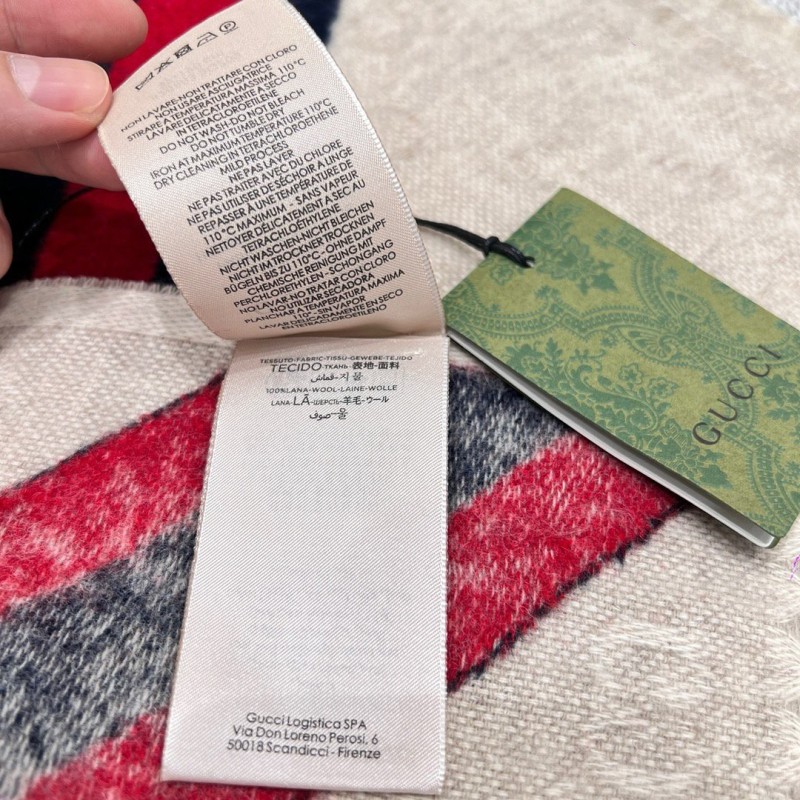 NON LAVARE-NON TRATTARE CON CLORO
NON USARE ASCIUGATRICE
STIRARE A TEMPERATURA MASSIMA 110°C
LAVARE DELICATAMENTE A SECCO
IN TETRACLOROETILENE
DO NOT WASH-DO NOT BLEACH
DO NOT TUMBLE DRY
IRON AT MAXIMUM TEMPERATURE 110°C
DRY CLEANING IN TETRACHLOROETHENE
MILD PROCESS
NE PAS LAVER
NE PAS TRAITER AVEC DU CHLORE
NE PAS UTILISER DE SÉCHOIR À LINGE
REPASSER À UNE TEMPÉRATURE DE
110°C MAXIMUM - SANS VAPEUR
NETTOYER DÉLICATEMENT A SEC AU
TETRACHLOETHYLÈNE
NICHT WASCHEN NICHT BLEICHEN
NICHT IM TROCKNER TROCKNEN
BÜGELN BIS ZU 110°C - OHNE DAMPF
CHEMISCHE REINIGUNG MIT
PERCHLORETHYLEN - SCHONGANG
NO LAVAR-NO TRATAR CON CLORO
NO UTILIZAR SECADORA
PLANCHAR A TEMPERATURA MAXIMA
110°-SIN VAPOR
LAVAR DELICADAMENTE EN SECO
EN TETRACLOROETILENO
TESSUTO-FABRIC-TISSU-GEWEBE-TEJIDO
TECIDO-ТКАНЬ-表地-面料
قماش-지물
100%LANA-WOOL-LAINE-WOLLE
LANA-LÃ-ШЕРСТЬ-羊毛-ウール
صوف-울
Gucci Logistica SPA
Via Don Loreno Perosi, 6
50018 Scandicci - Firenze
GUCCI